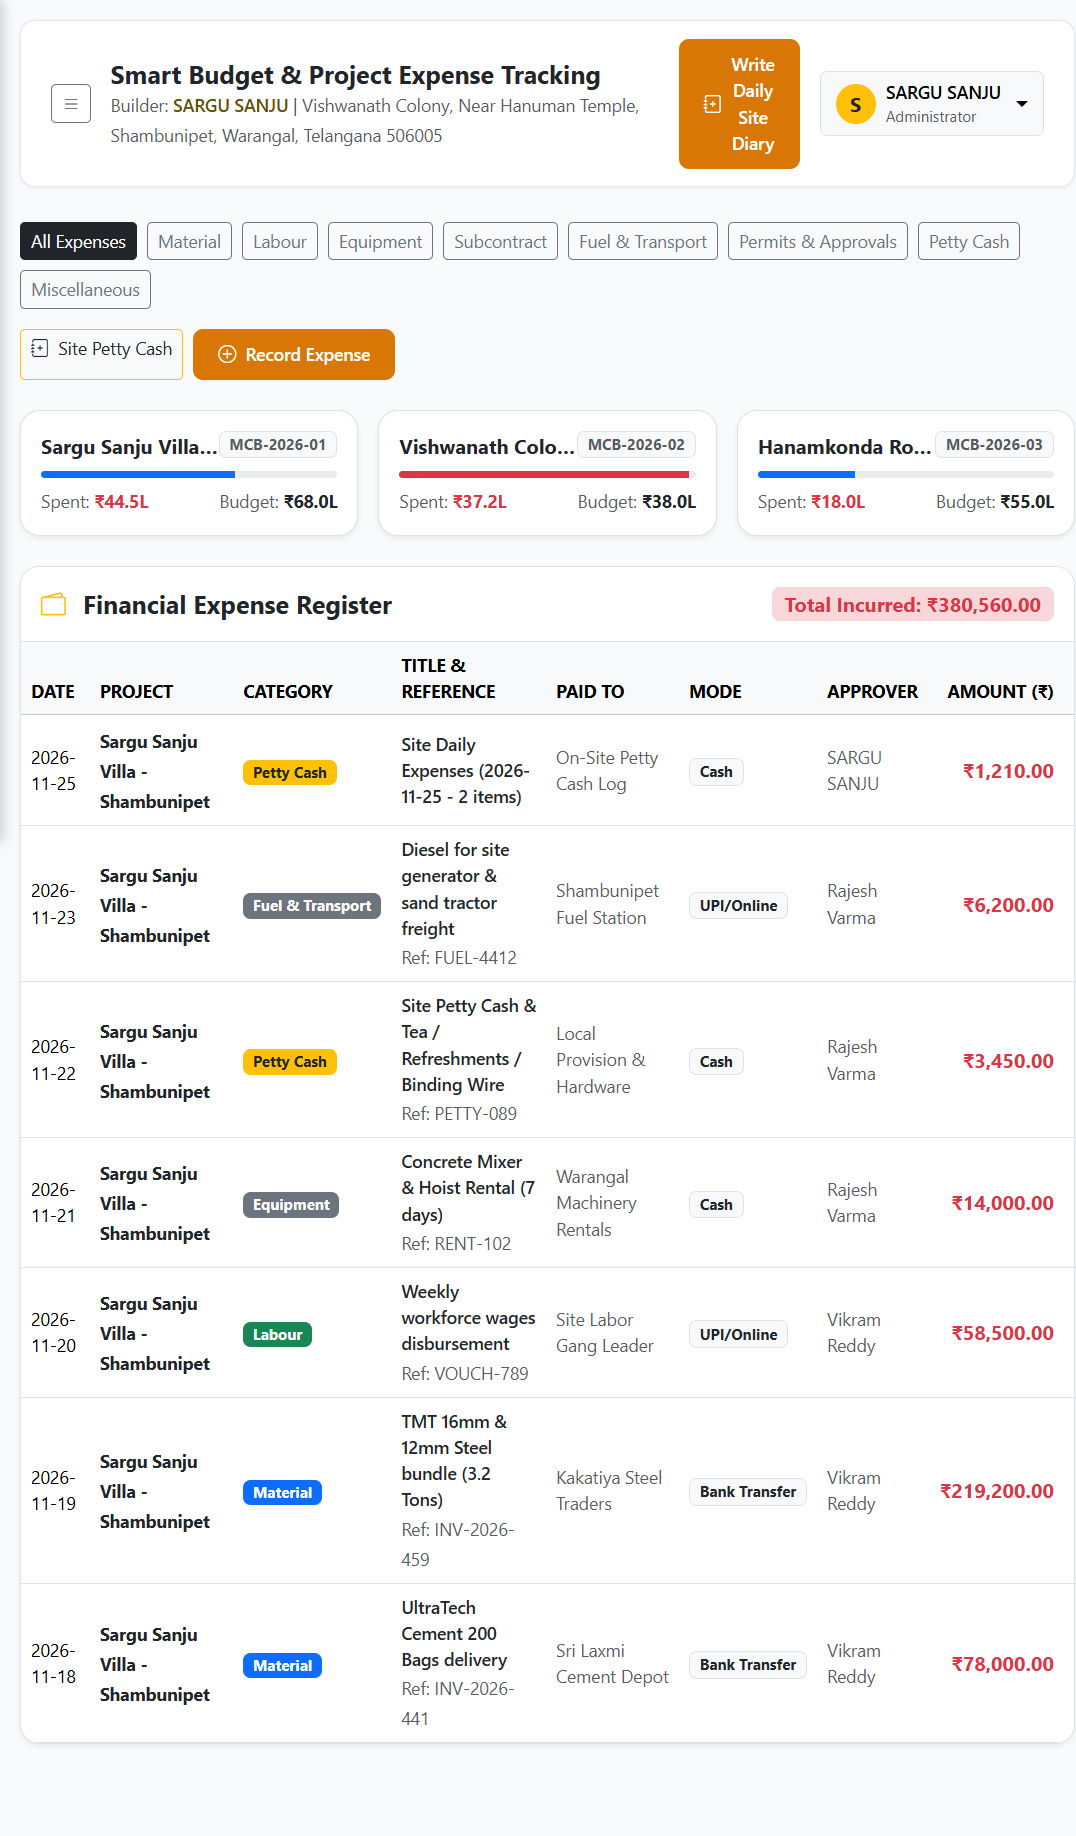 Smart Budget & Project Expense Tracking
Builder: SARGU SANJU | Vishwanath Colony, Near Hanuman Temple,
Shambunipet, Warangal, Telangana 506005
Write
Daily
Site
Diary
S
SARGU SANJU
Administrator
All Expenses
Material
Labour
Equipment
Subcontract
Fuel & Transport
Permits & Approvals
Petty Cash
Miscellaneous
Site Petty Cash
Record Expense
Sargu Sanju Villa... MCB-2026-01
Spent: ₹44.5L Budget: ₹68.0L
Vishwanath Colo... MCB-2026-02
Spent: ₹37.2L Budget: ₹38.0L
Hanamkonda Ro... MCB-2026-03
Spent: ₹18.0L Budget: ₹55.0L
Financial Expense Register
Total Incurred: ₹380,560.00
DATE
PROJECT
CATEGORY
TITLE &
REFERENCE
PAID TO
MODE
APPROVER
AMOUNT (₹)
2026-
11-25
Sargu Sanju
Villa -
Shambunipet
Petty Cash
Site Daily
Expenses (2026-
11-25 - 2 items)
On-Site Petty
Cash Log
Cash
SARGU
SANJU
₹1,210.00
2026-
11-23
Sargu Sanju
Villa -
Shambunipet
Fuel & Transport
Diesel for site
generator &
sand tractor
freight
Ref: FUEL-4412
Shambunipet
Fuel Station
UPI/Online
Rajesh
Varma
₹6,200.00
2026-
11-22
Sargu Sanju
Villa -
Shambunipet
Petty Cash
Site Petty Cash &
Tea /
Refreshments /
Binding Wire
Ref: PETTY-089
Local
Provision &
Hardware
Cash
Rajesh
Varma
₹3,450.00
2026-
11-21
Sargu Sanju
Villa -
Shambunipet
Equipment
Concrete Mixer
& Hoist Rental (7
days)
Ref: RENT-102
Warangal
Machinery
Rentals
Cash
Rajesh
Varma
₹14,000.00
2026-
11-20
Sargu Sanju
Villa -
Shambunipet
Labour
Weekly
workforce wages
disbursement
Ref: VOUCH-789
Site Labor
Gang Leader
UPI/Online
Vikram
Reddy
₹58,500.00
2026-
11-19
Sargu Sanju
Villa -
Shambunipet
Material
TMT 16mm &
12mm Steel
bundle (3.2
Tons)
Ref: INV-2026-
459
Kakatiya Steel
Traders
Bank Transfer
Vikram
Reddy
₹219,200.00
2026-
11-18
Sargu Sanju
Villa -
Shambunipet
Material
UltraTech
Cement 200
Bags delivery
Ref: INV-2026-
441
Sri Laxmi
Cement Depot
Bank Transfer
Vikram
Reddy
₹78,000.00